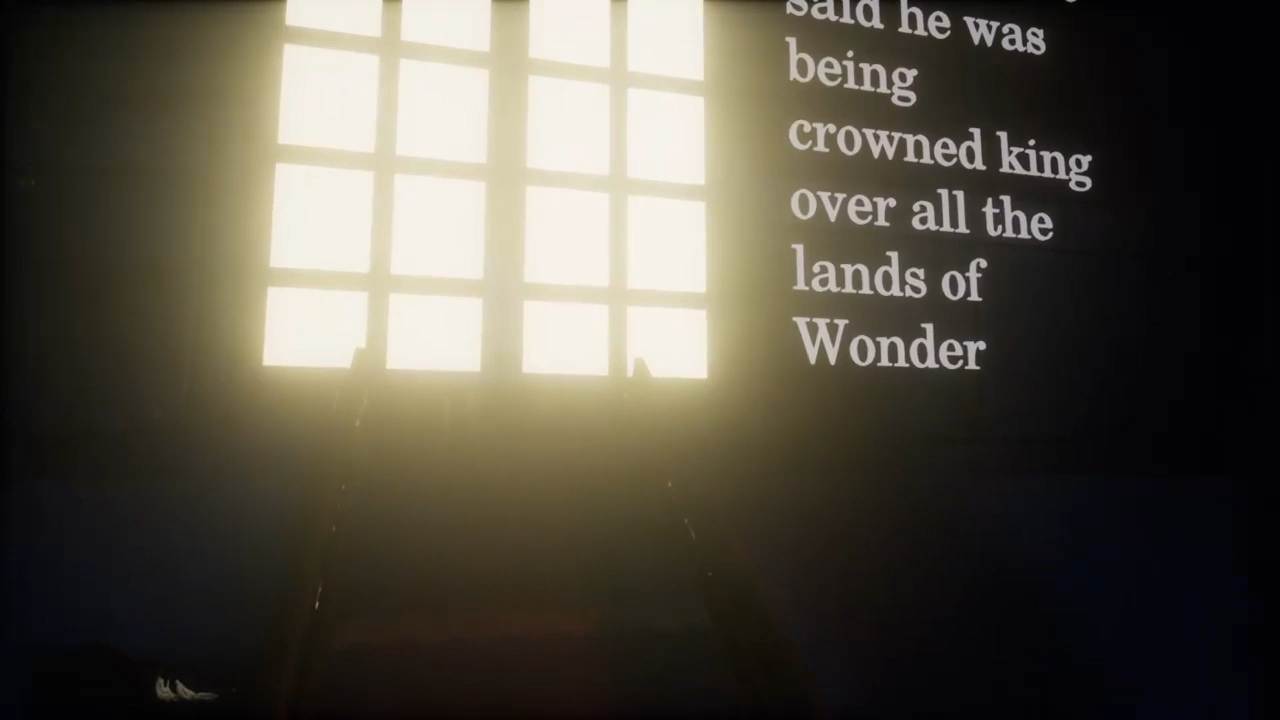 said he was
being
crowned king
over all the
lands of
Wonder